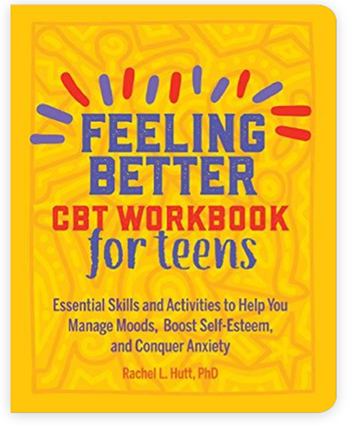 FEELING
BETTER
CBT WORKBOOK
for teens
Essential Skills and Activities to Help You
Manage Moods, Boost Self-Esteem,
and Conquer Anxiety
Rachel L. Hutt, PhD